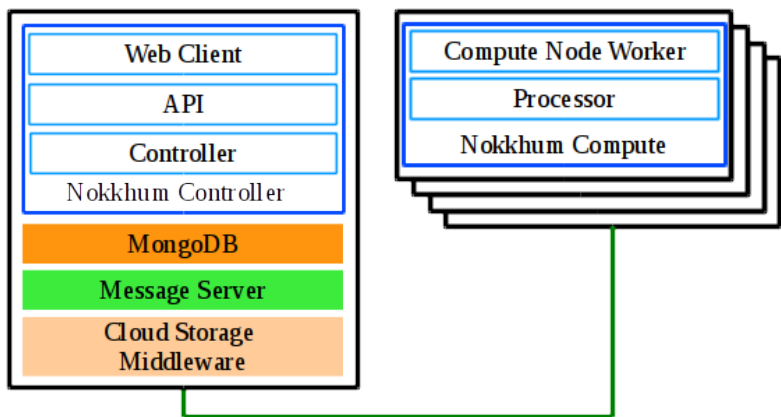 Web Client
API
Controller
Nokkhum Controller
MongoDB
Message Server
Cloud Storage
Middleware
Compute Node Worker
Processor
Nokkhum Compute